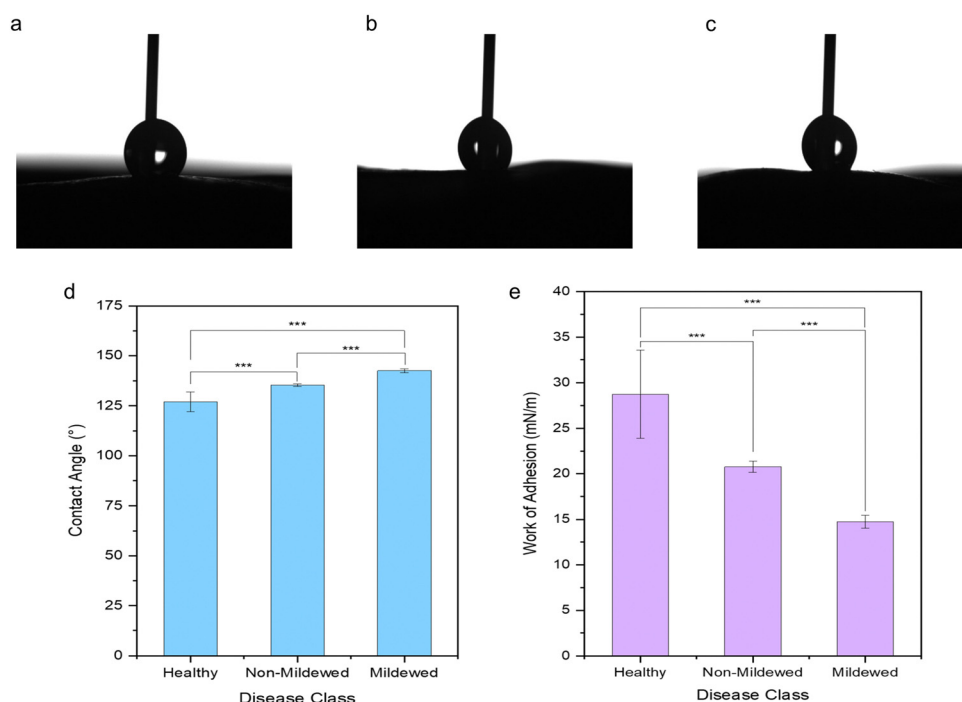 a
b
c
d
175
150
125
100
75
50
25
0
Contact Angle (°)
***
***
***
Healthy
Non-Mildewed
Mildewed
Disease Class
e
40
35
30
25
20
15
10
5
0
Work of Adhesion (mN/m)
***
***
***
Healthy
Non-Mildewed
Mildewed
Disease Class